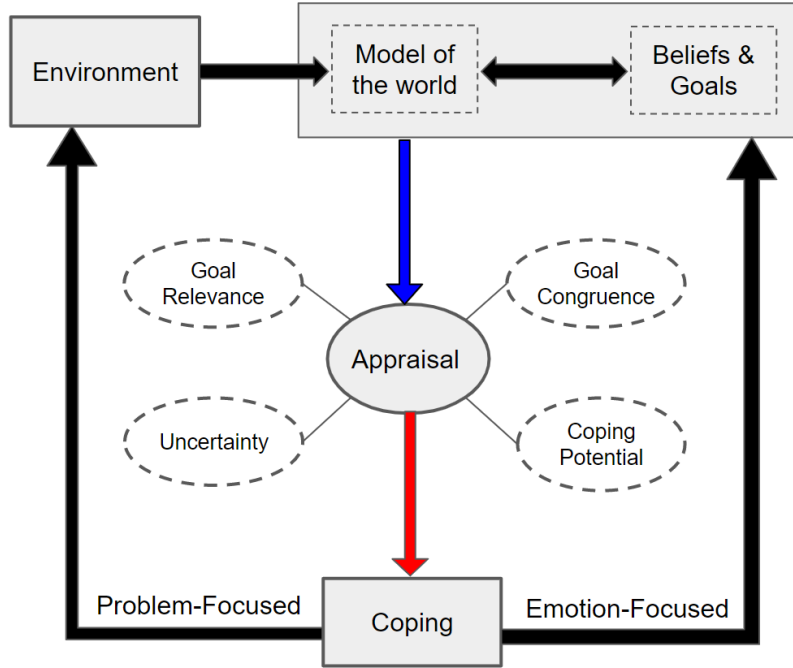 Environment
Model of
the world
Beliefs &
Goals
Goal
Relevance
Goal
Congruence
Appraisal
Uncertainty
Coping
Potential
Problem-Focused
Coping
Emotion-Focused